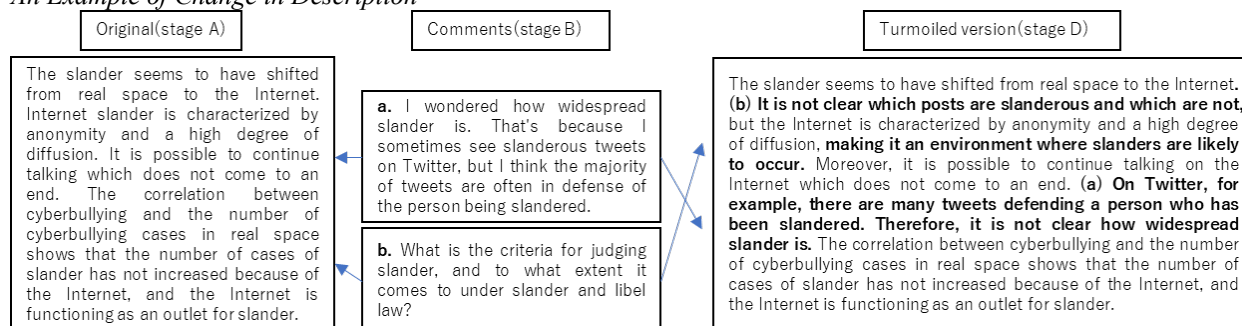 An Example of Change in Description
Original(stage A)
The slander seems to have shifted
from real space to the Internet.
Internet slander is characterized by
anonymity and a high degree of
diffusion. It is possible to continue
talking which does not come to an
end. The correlation between
cyberbullying and the number of
cyberbullying cases in real space
shows that the number of cases of
slander has not increased because of
the Internet, and the Internet is
functioning as an outlet for slander.
Comments(stage B)
a. I wondered how widespread
slander is. That's because I
sometimes see slanderous tweets
on Twitter, but I think the majority
of tweets are often in defense of
the person being slandered.
b. What is the criteria for judging
slander, and to what extent it
comes to under slander and libel
law?
Turmoiled version(stage D)
The slander seems to have shifted from real space to the Internet.
(b) It is not clear which posts are slanderous and which are not,
but the Internet is characterized by anonymity and a high degree
of diffusion, making it an environment where slanders are likely
to occur. Moreover, it is possible to continue talking on the
Internet which does not come to an end. (a) On Twitter, for
example, there are many tweets defending a person who has
been slandered. Therefore, it is not clear how widespread
slander is. The correlation between cyberbullying and the number
of cyberbullying cases in real space shows that the number of
cases of slander has not increased because of the Internet, and
the Internet is functioning as an outlet for slander.